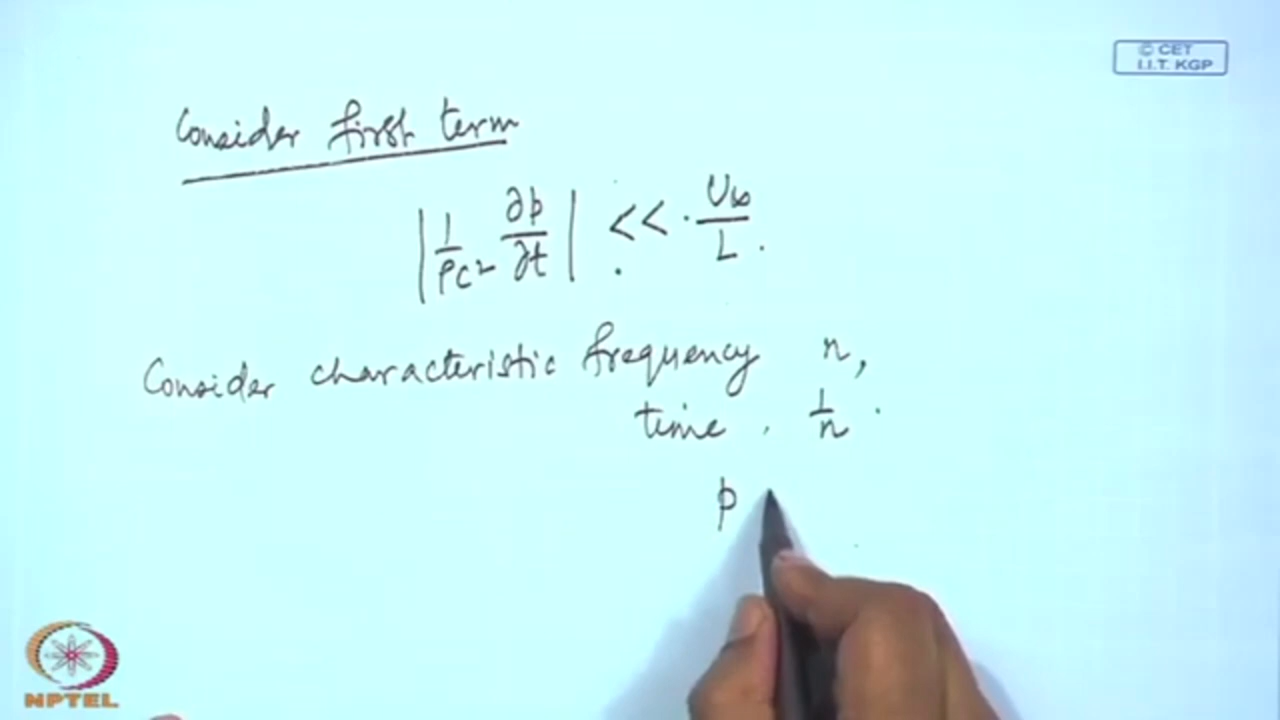 © CET
I.I.T. KGP
Consider first term
| 1/ρc² ∂p/∂t | << U∞/L.
Consider characteristic frequency n,
time, 1/n.
p
NPTEL